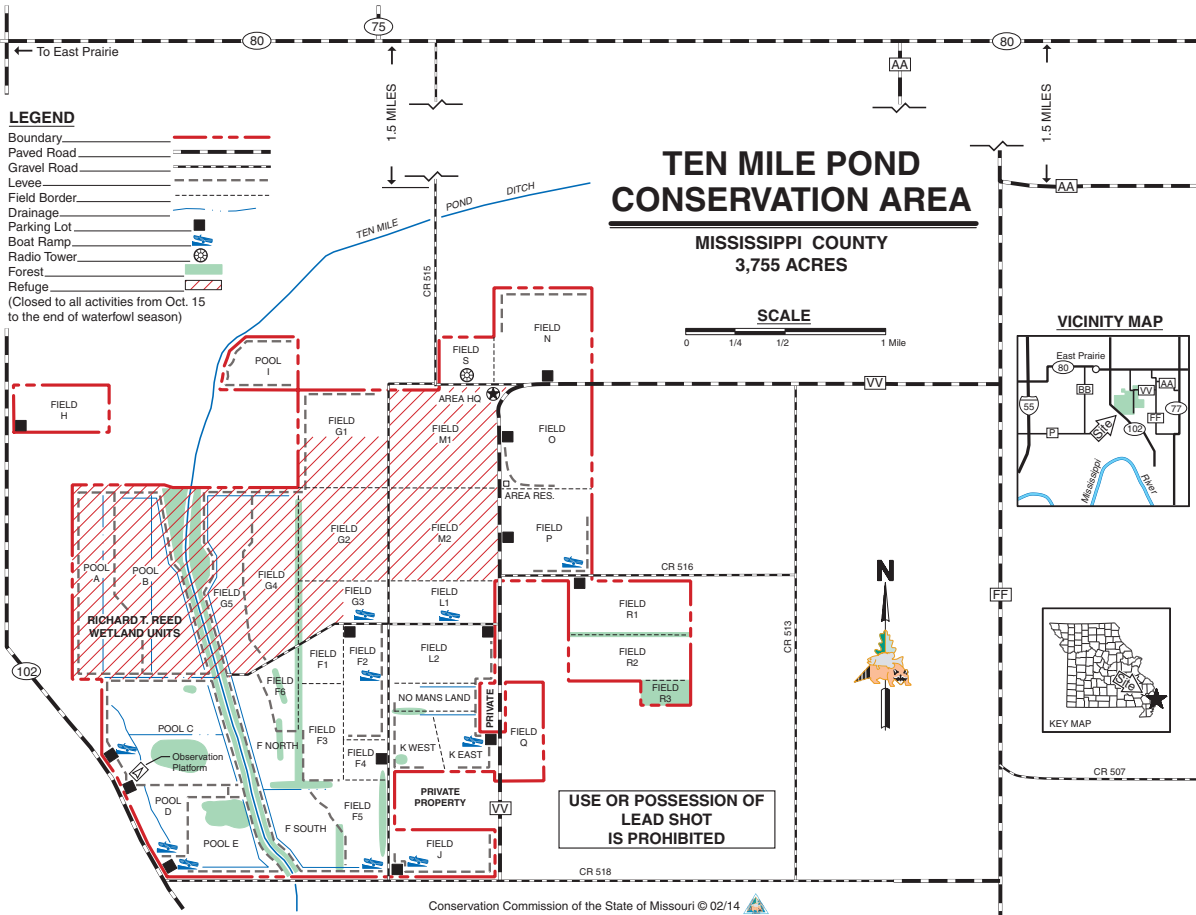 80
75
80
To East Prairie
AA
1.5 MILES
1.5 MILES
LEGEND
Boundary
Paved Road
Gravel Road
Levee
Field Border
Drainage
Parking Lot
Boat Ramp
Radio Tower
Forest
Refuge
(Closed to all activities from Oct. 15
to the end of waterfowl season)
TEN MILE POND
CONSERVATION AREA
MISSISSIPPI COUNTY
3,755 ACRES
AA
TEN MILE
POND
DITCH
CR 515
SCALE
0
1/4
1/2
1 Mile
VICINITY MAP
East Prairie
80
BB
VV
AA
55
77
FF
P
Site
102
Mississippi
River
FIELD
N
FIELD
S
POOL
I
AREA HQ
VV
FIELD
H
FIELD
G1
FIELD
M1
FIELD
O
AREA RES.
FIELD
G2
FIELD
M2
FIELD
P
POOL
A
POOL
B
FIELD
G4
FIELD
G5
CR 516
FIELD
G3
FIELD
L1
FIELD
R1
RICHARD T. REED
WETLAND UNITS
CR 513
FF
N
FIELD
F1
FIELD
F2
FIELD
L2
FIELD
R2
102
FIELD
F6
NO MANS LAND
PRIVATE
FIELD
R3
KEY MAP
Site
POOL C
F NORTH
FIELD
F3
FIELD
F4
K WEST
K EAST
FIELD
Q
Observation
Platform
POOL
D
POOL E
F SOUTH
FIELD
F5
PRIVATE
PROPERTY
VV
USE OR POSSESSION OF
LEAD SHOT
IS PROHIBITED
CR 507
FIELD
J
CR 518
Conservation Commission of the State of Missouri © 02/14